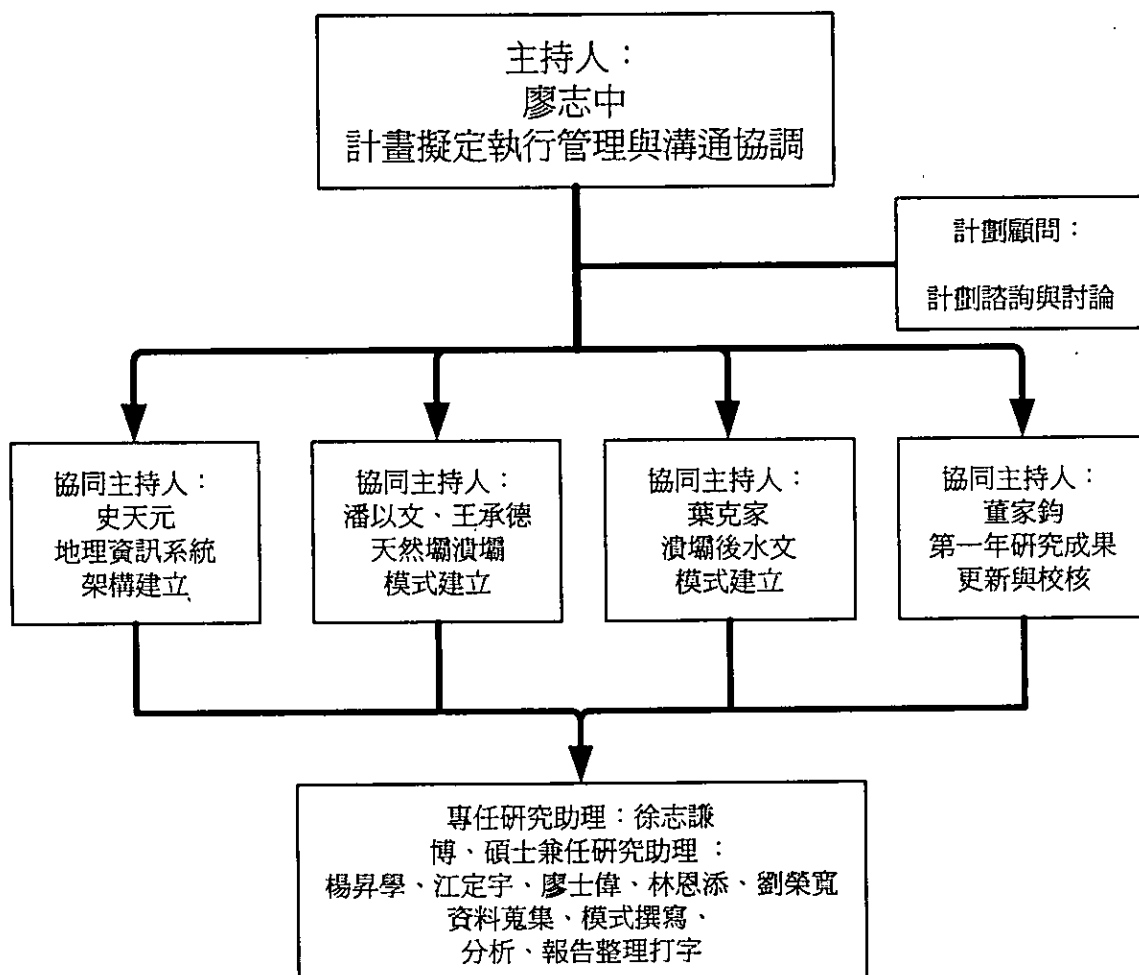 主持人：
廖志中
計畫擬定執行管理與溝通協調
計劃顧問：
計劃諮詢與討論
協同主持人：
史天元
地理資訊系統
架構建立
協同主持人：
潘以文、王承德
天然壩潰壩
模式建立
協同主持人：
葉克家
潰壩後水文
模式建立
協同主持人：
董家鈞
第一年研究成果
更新與校核
專任研究助理：徐志謙
博、碩士兼任研究助理：
楊昇學、江定宇、廖士偉、林恩添、劉榮寬
資料蒐集、模式撰寫、
分析、報告整理打字